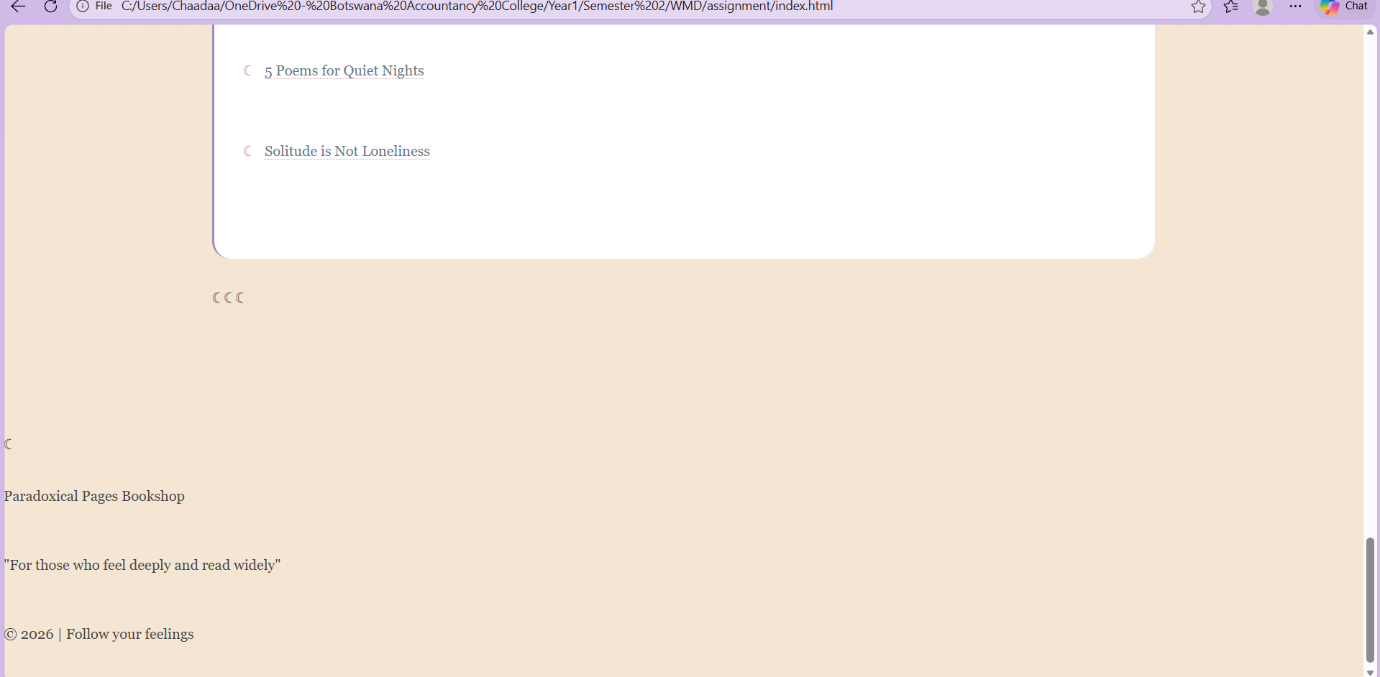 File C:/Users/Chaadaa/OneDrive%20-%20Botswana%20Accountancy%20College/Year1/Semester%202/WMD/assignment/index.html
Chat
☾ 5 Poems for Quiet Nights
☾ Solitude is Not Loneliness
☾☾☾
☾
Paradoxical Pages Bookshop
"For those who feel deeply and read widely"
© 2026 | Follow your feelings